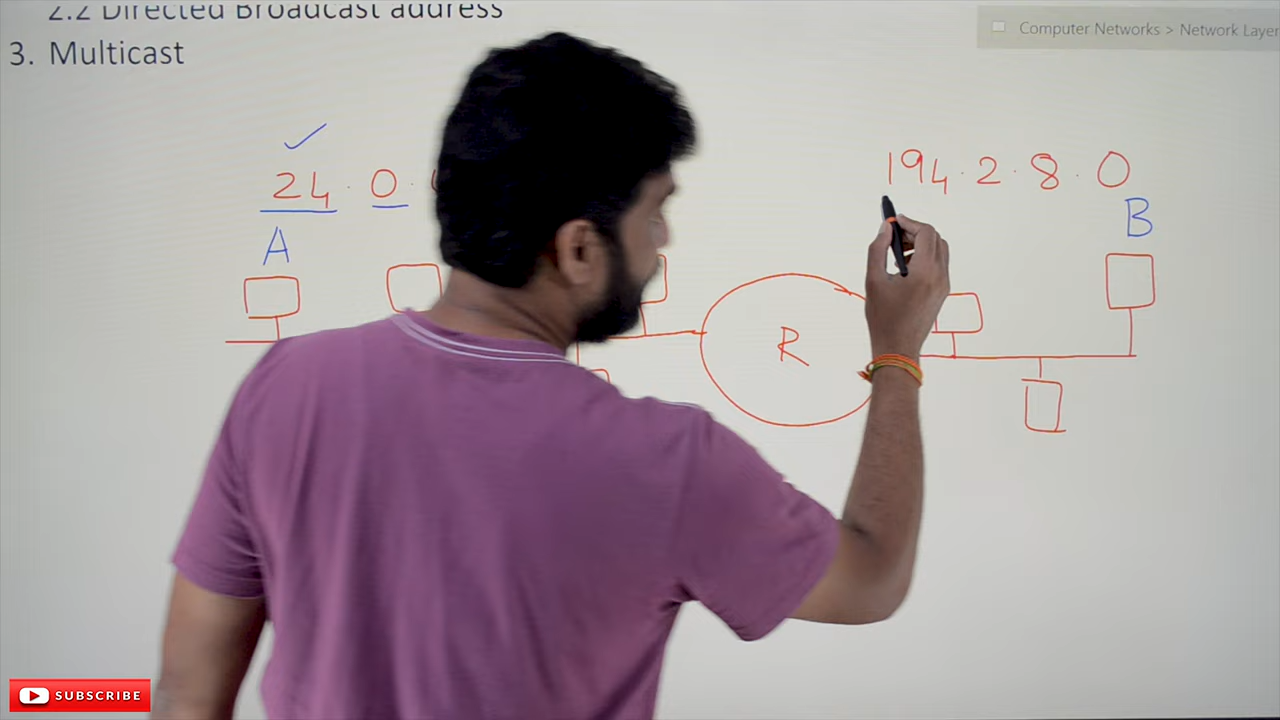 2.2 Directed Broadcast address
Computer Networks > Network Layer
3. Multicast
24.0.
194.2.8.0
A
B
R
SUBSCRIBE